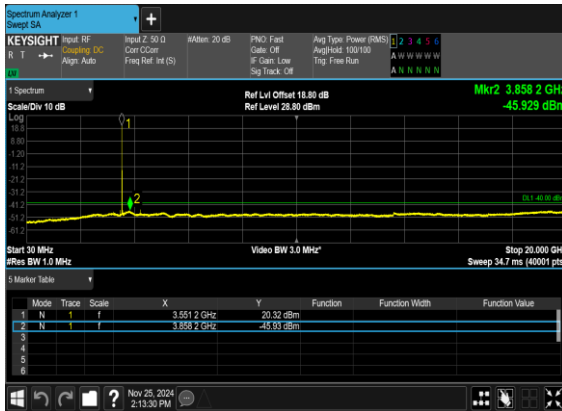 Spectrum Analyzer 1
Swept SA
+
KEYSIGHT Input: RF Input Z: 50 Ω #Atten: 20 dB PNO: Fast Avg Type: Power (RMS) 1 2 3 4 5 6
R T Coupling: DC Corr CCorr Gate: Off Avg|Hold: 100/100 A W W W W W
Align: Auto Freq Ref: Int (S) IF Gain: Low Trig: Free Run
LXI Sig Track: Off A N N N N N
1 Spectrum Mkr2 3.858 2 GHz
Scale/Div 10 dB Ref Lvl Offset 18.80 dB -45.929 dBm
Ref Level 28.80 dBm
Log
18.8
8.80
-1.20
-11.2
-21.2
-31.2
-41.2
-51.2
-61.2
1
2
DL1 -40.00 dBm
Start 30 MHz Video BW 3.0 MHz* Stop 20.000 GHz
#Res BW 1.0 MHz Sweep 34.7 ms (40001 pts)
5 Marker Table
Mode Trace Scale X Y Function Function Width Function Value
1 N 1 f 3.551 2 GHz 20.32 dBm
2 N 1 f 3.858 2 GHz -45.93 dBm
3
4
5
6
? Nov 25, 2024
2:13:30 PM